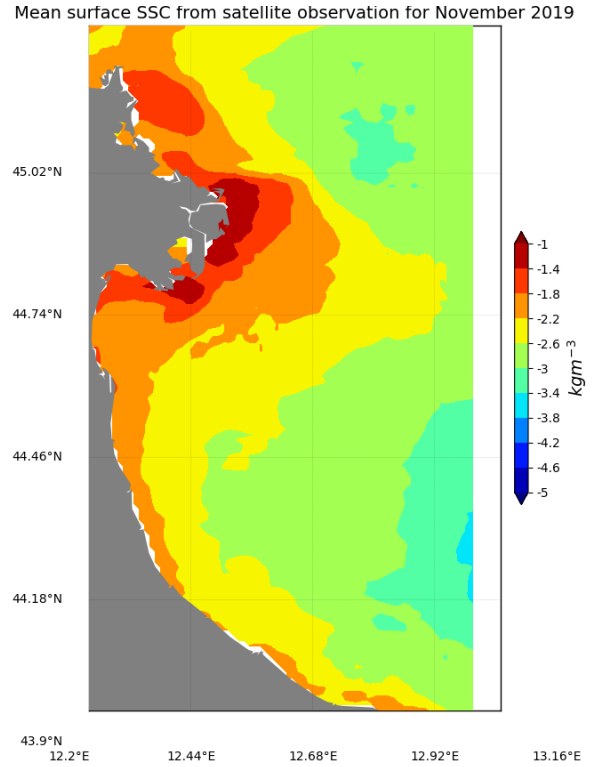 Mean surface SSC from satellite observation for November 2019
45.02°N
44.74°N
44.46°N
44.18°N
43.9°N
12.2°E 12.44°E 12.68°E 12.92°E 13.16°E
-1
-1.4
-1.8
-2.2
-2.6
-3
-3.4
-3.8
-4.2
-4.6
-5
kgm⁻³